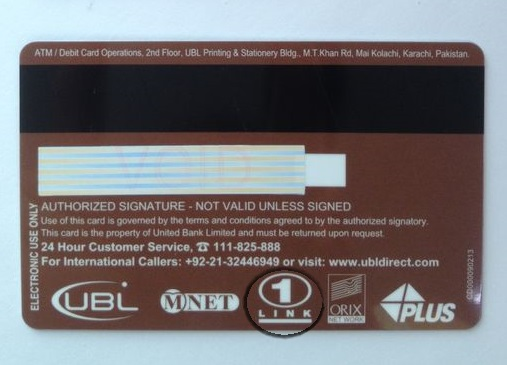 ATM / Debit Card Operations, 2nd Floor, UBL Printing & Stationery Bldg., M.T.Khan Rd, Mai Kolachi, Karachi, Pakistan.
VOID
AUTHORIZED SIGNATURE - NOT VALID UNLESS SIGNED
Use of this card is governed by the terms and conditions agreed to by the authorized signatory.
This card is the property of United Bank Limited and must be returned upon request.
24 Hour Customer Service, ☎ 111-825-888
For International Callers: +92-21-32446949 or visit: www.ubldirect.com
ELECTRONIC USE ONLY
UBL
MNET
1
LINK
ORIX
NET WORK
PLUS